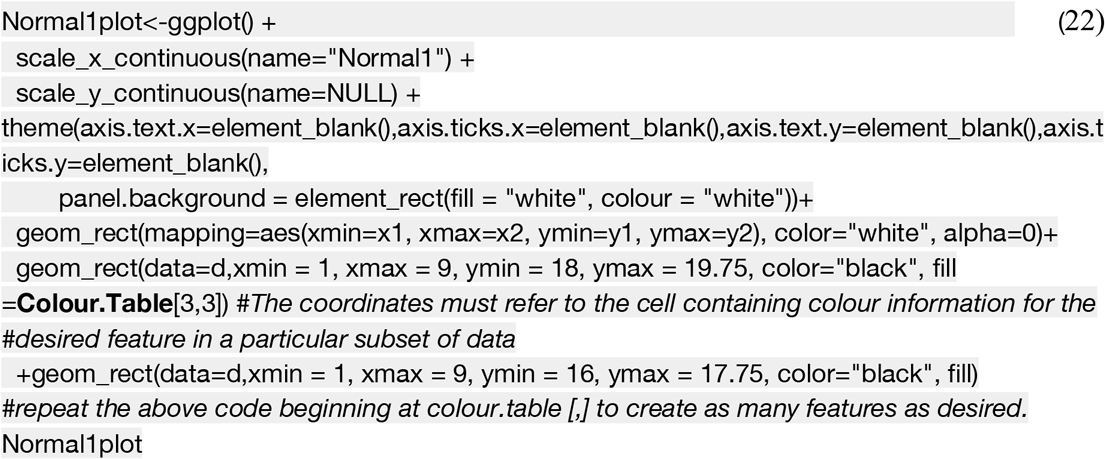 Normal1plot<-ggplot() + (22)
scale_x_continuous(name="Normal1") +
scale_y_continuous(name=NULL) +
theme(axis.text.x=element_blank(),axis.ticks.x=element_blank(),axis.text.y=element_blank(),axis.t
icks.y=element_blank(),
panel.background = element_rect(fill = "white", colour = "white"))+
geom_rect(mapping=aes(xmin=x1, xmax=x2, ymin=y1, ymax=y2), color="white", alpha=0)+
geom_rect(data=d,xmin = 1, xmax = 9, ymin = 18, ymax = 19.75, color="black", fill
=Colour.Table[3,3]) #The coordinates must refer to the cell containing colour information for the
#desired feature in a particular subset of data
+geom_rect(data=d,xmin = 1, xmax = 9, ymin = 16, ymax = 17.75, color="black", fill)
#repeat the above code beginning at colour.table [,] to create as many features as desired.
Normal1plot